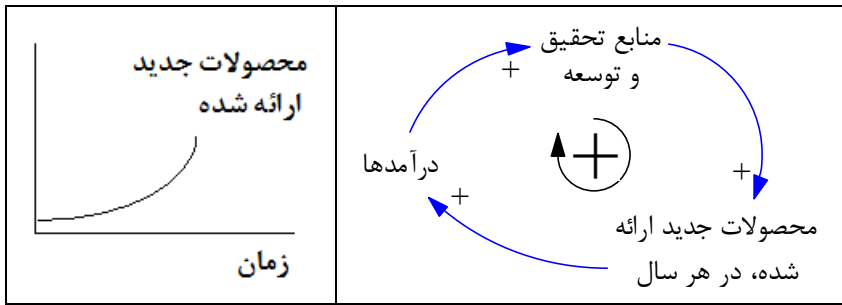 منابع تحقیق
و توسعه
+
درآمدها
+
+
+
محصولات جدید ارائه
شده، در هر سال
محصولات جدید
ارائه شده
زمان